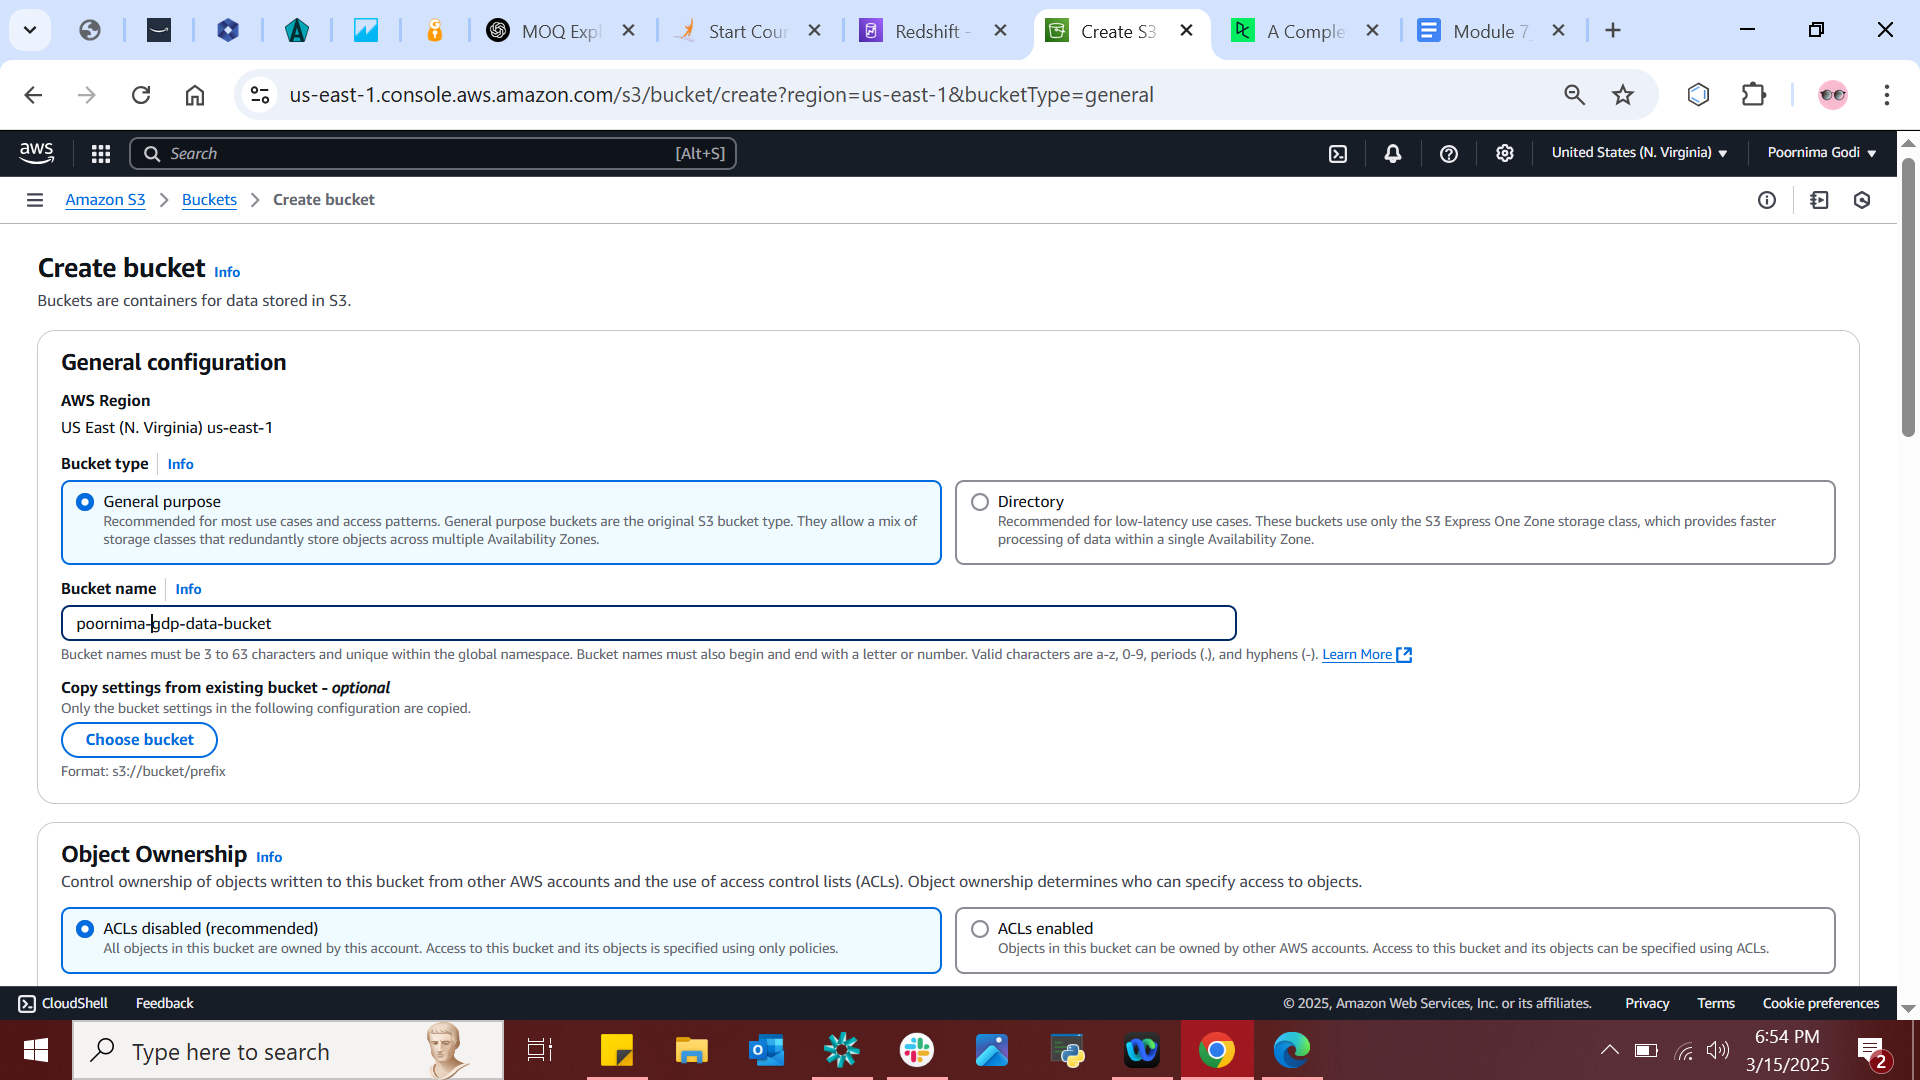 MOQ Exp
Start Cour
Redshift -
Create S3
A Comple
Module 7_
us-east-1.console.aws.amazon.com/s3/bucket/create?region=us-east-1&bucketType=general
aws
Search
[Alt+S]
United States (N. Virginia)
Poornima Godi
Amazon S3 > Buckets > Create bucket
Create bucket Info
Buckets are containers for data stored in S3.
General configuration
AWS Region
US East (N. Virginia) us-east-1
Bucket type Info
General purpose
Recommended for most use cases and access patterns. General purpose buckets are the original S3 bucket type. They allow a mix of
storage classes that redundantly store objects across multiple Availability Zones.
Directory
Recommended for low-latency use cases. These buckets use only the S3 Express One Zone storage class, which provides faster
processing of data within a single Availability Zone.
Bucket name Info
poornima-gdp-data-bucket
Bucket names must be 3 to 63 characters and unique within the global namespace. Bucket names must also begin and end with a letter or number. Valid characters are a-z, 0-9, periods (.), and hyphens (-). Learn More
Copy settings from existing bucket - optional
Only the bucket settings in the following configuration are copied.
Choose bucket
Format: s3://bucket/prefix
Object Ownership Info
Control ownership of objects written to this bucket from other AWS accounts and the use of access control lists (ACLs). Object ownership determines who can specify access to objects.
ACLs disabled (recommended)
All objects in this bucket are owned by this account. Access to this bucket and its objects is specified using only policies.
ACLs enabled
Objects in this bucket can be owned by other AWS accounts. Access to this bucket and its objects can be specified using ACLs.
CloudShell
Feedback
© 2025, Amazon Web Services, Inc. or its affiliates.
Privacy
Terms
Cookie preferences
Type here to search
6:54 PM
3/15/2025
2